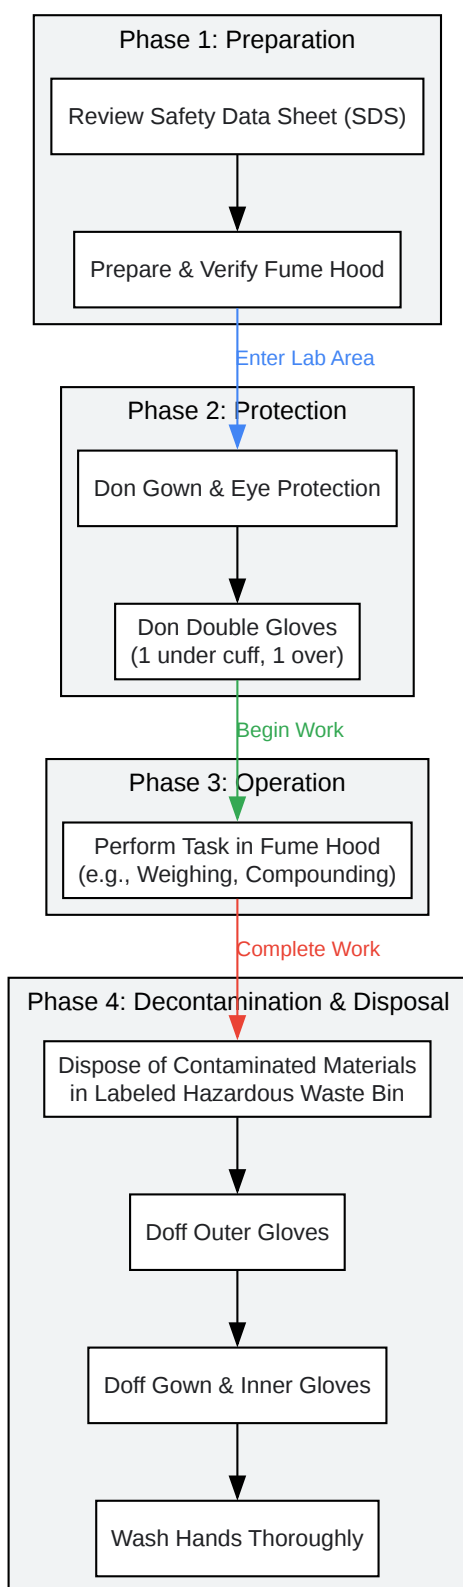 Phase 1: Preparation
Review Safety Data Sheet (SDS)
Prepare & Verify Fume Hood
Enter Lab Area
Phase 2: Protection
Don Gown & Eye Protection
Don Double Gloves
(1 under cuff, 1 over)
Begin Work
Phase 3: Operation
Perform Task in Fume Hood
(e.g., Weighing, Compounding)
Complete Work
Phase 4: Decontamination & Disposal
Dispose of Contaminated Materials
in Labeled Hazardous Waste Bin
Doff Outer Gloves
Doff Gown & Inner Gloves
Wash Hands Thoroughly